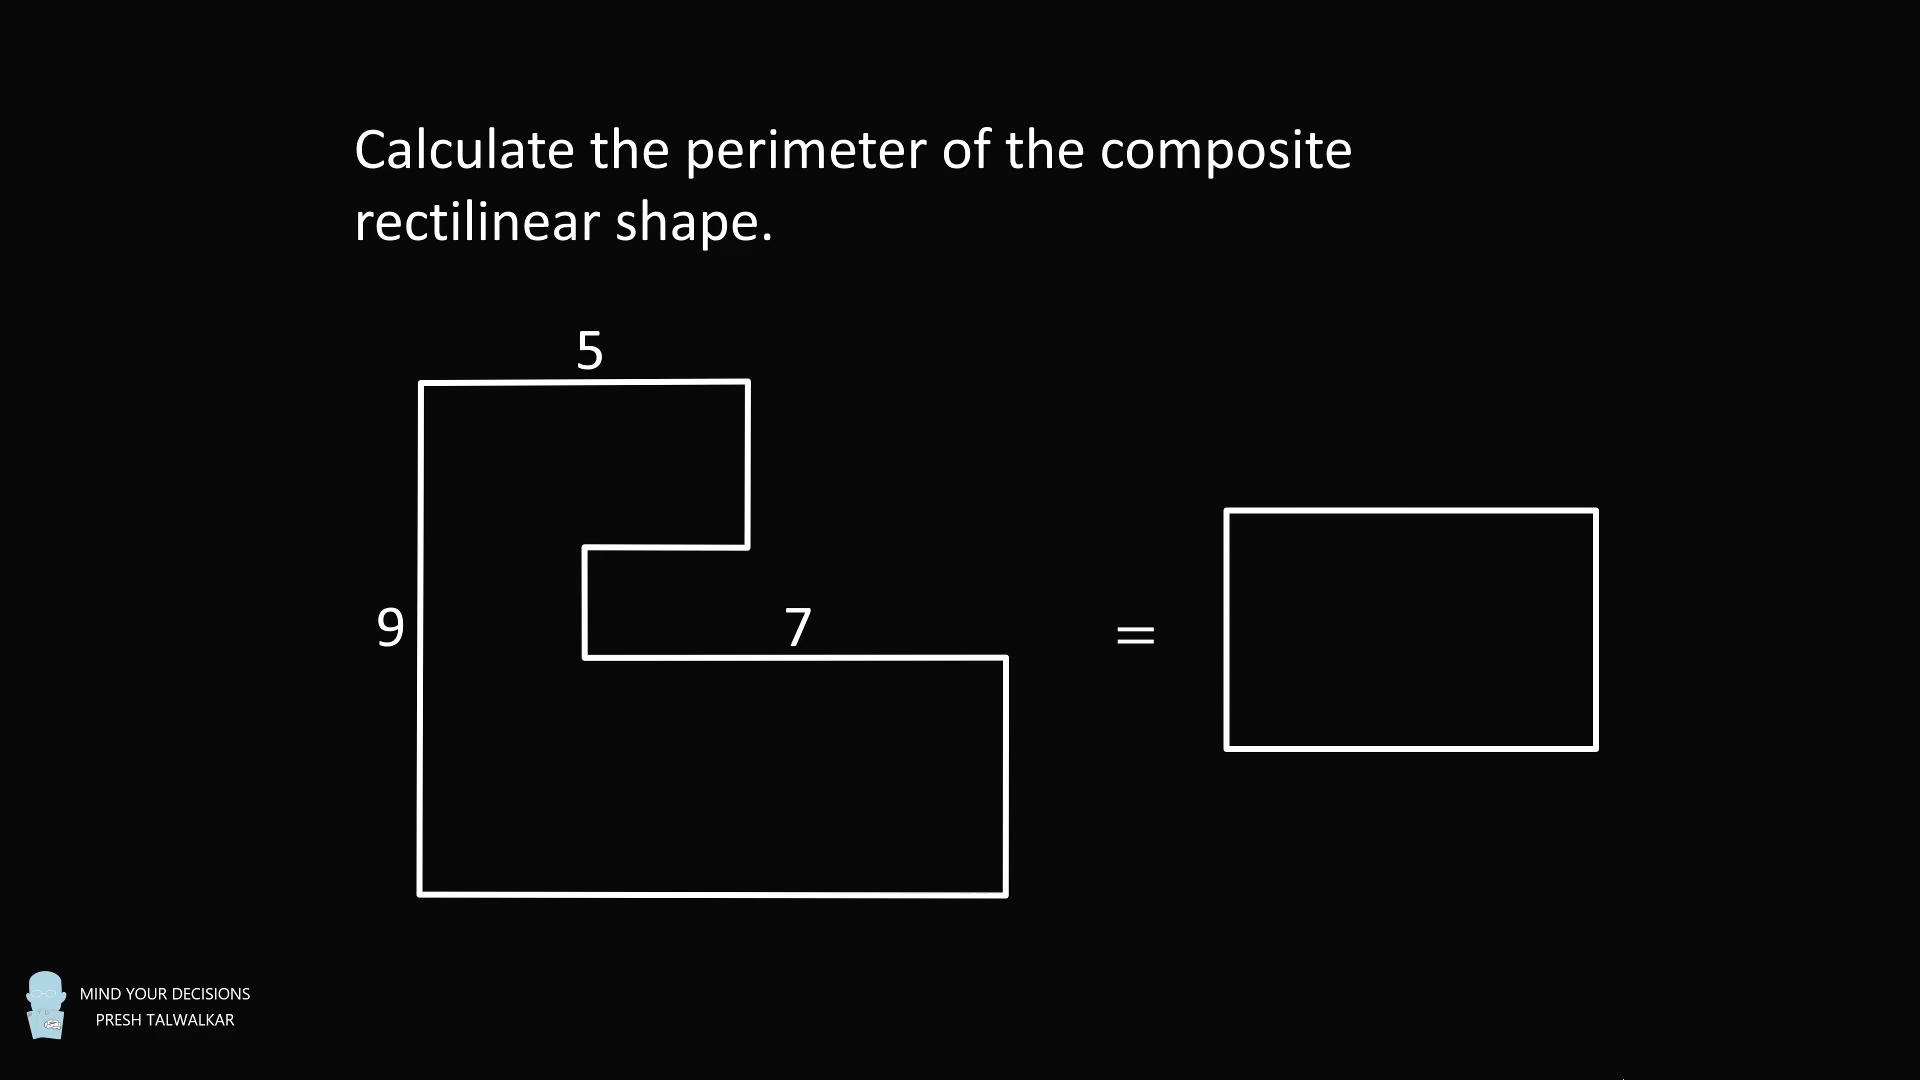 Calculate the perimeter of the composite
rectilinear shape.
5
9
7
=
MIND YOUR DECISIONS
PRESH TALWALKAR